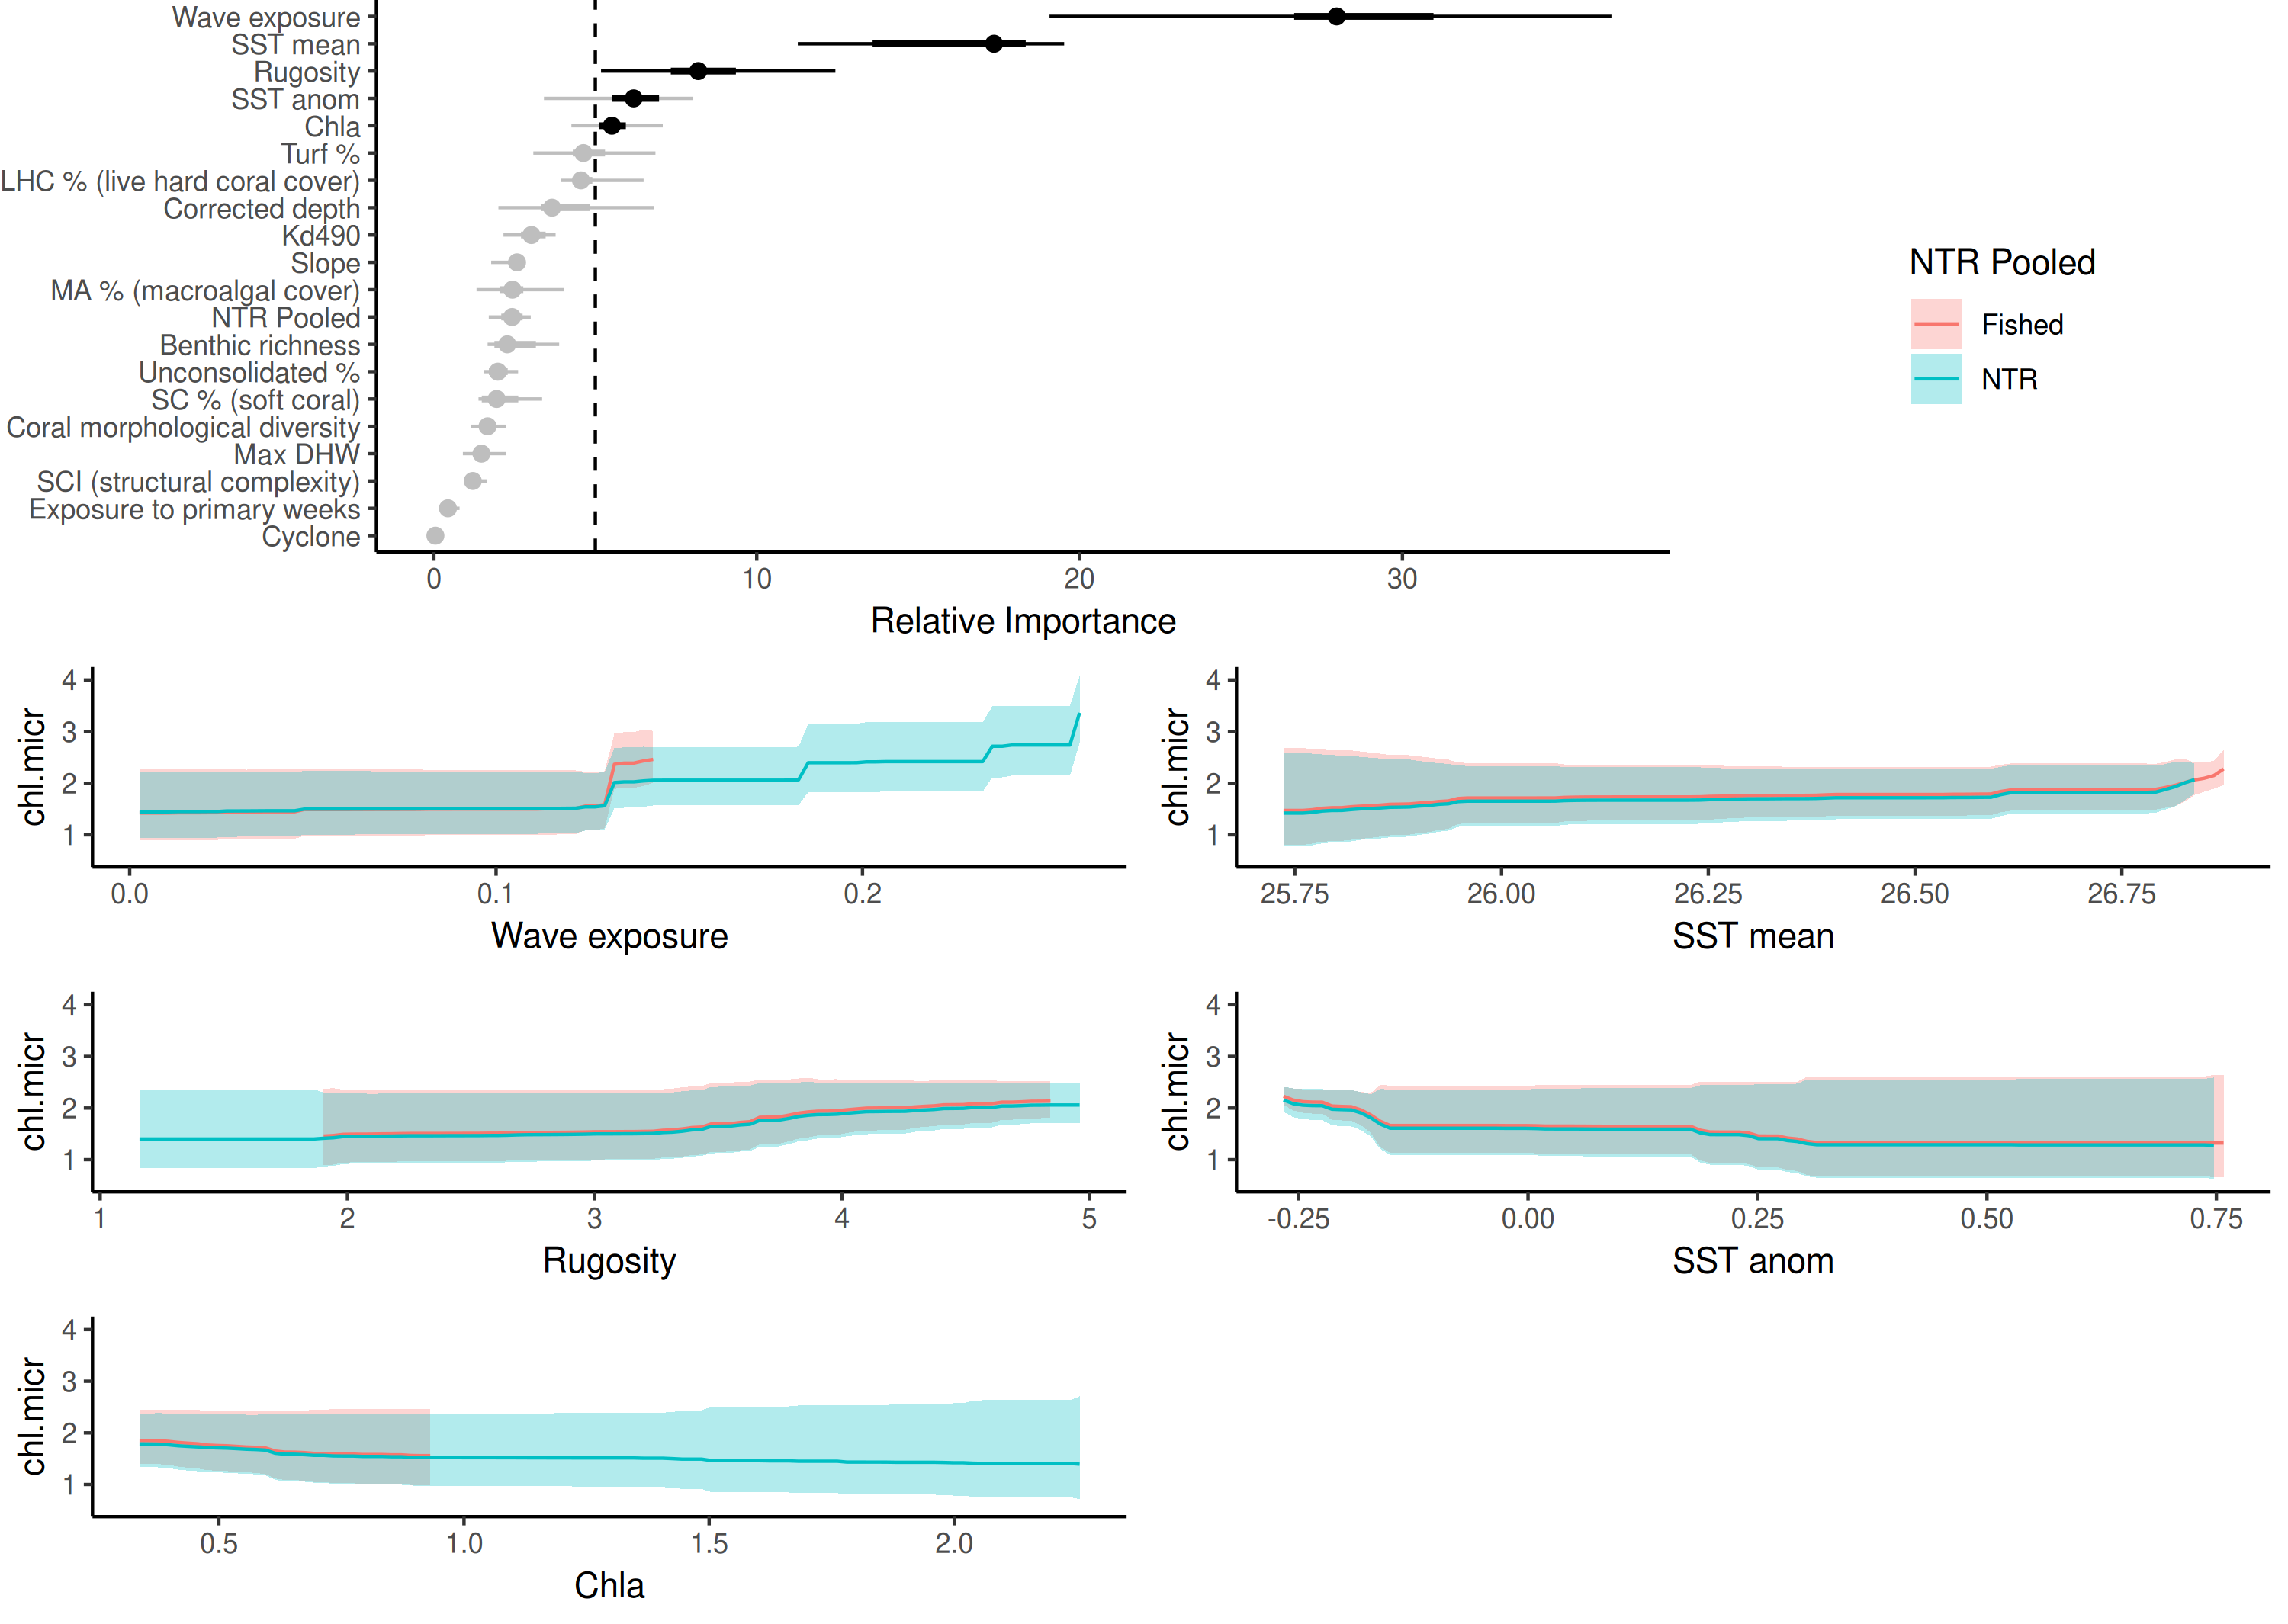 Wave exposure
SST mean
Rugosity
SST anom
Chla
Turf %
LHC % (live hard coral cover)
Corrected depth
Kd490
Slope
MA % (macroalgal cover)
NTR Pooled
Benthic richness
Unconsolidated %
SC % (soft coral)
Coral morphological diversity
Max DHW
SCI (structural complexity)
Exposure to primary weeks
Cyclone
0 10 20 30
Relative Importance
NTR Pooled
Fished
NTR
chl.micr
4
3
2
1
0.0 0.1 0.2
Wave exposure
chl.micr
4
3
2
1
25.75 26.00 26.25 26.50 26.75
SST mean
chl.micr
4
3
2
1
1 2 3 4 5
Rugosity
chl.micr
4
3
2
1
-0.25 0.00 0.25 0.50 0.75
SST anom
chl.micr
4
3
2
1
0.5 1.0 1.5 2.0
Chla